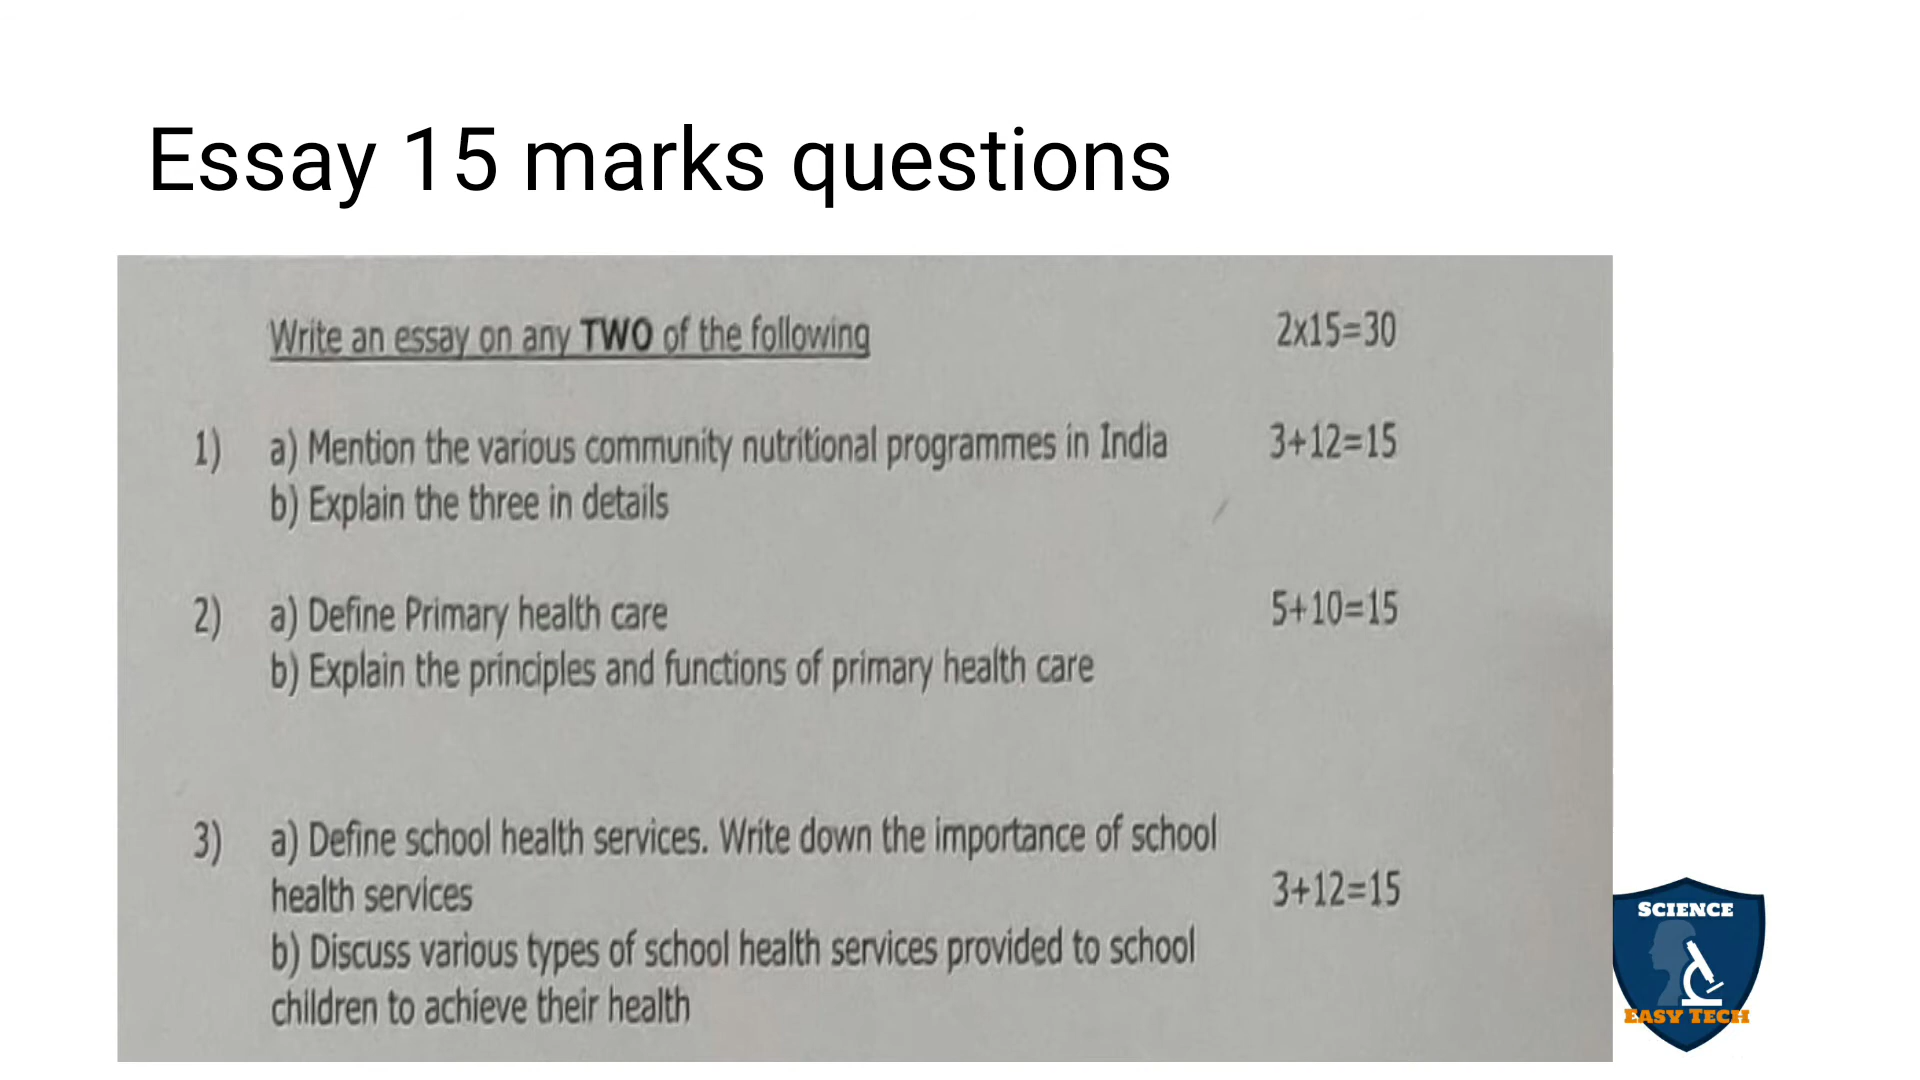 Essay 15 marks questions
Write an essay on any TWO of the following 2x15=30
1) a) Mention the various community nutritional programmes in India 3+12=15
b) Explain the three in details
2) a) Define Primary health care 5+10=15
b) Explain the principles and functions of primary health care
3) a) Define school health services. Write down the importance of school
health services 3+12=15
b) Discuss various types of school health services provided to school
children to achieve their health
SCIENCE
EASY TECH